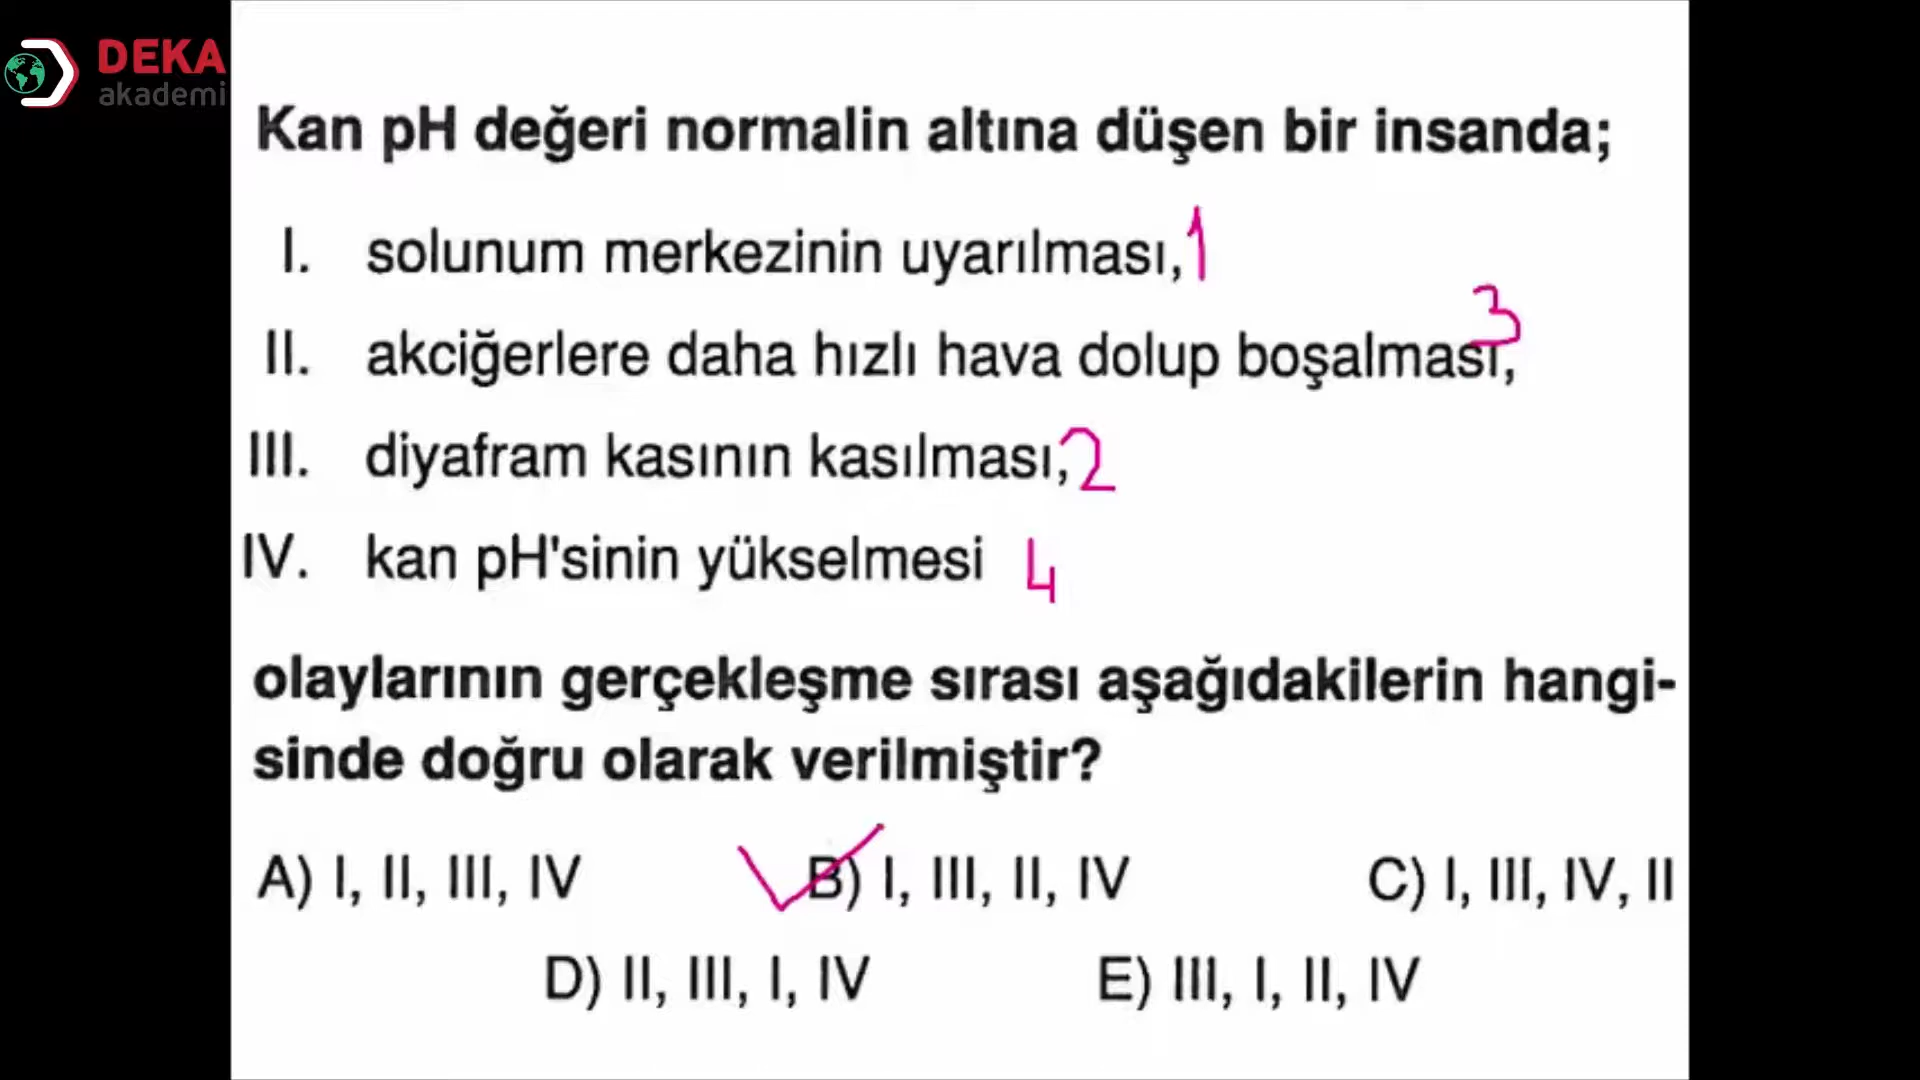 DEKA
akademi
Kan pH değeri normalin altına düşen bir insanda;
I. solunum merkezinin uyarılması, 1
II. akciğerlere daha hızlı hava dolup boşalması, 3
III. diyafram kasının kasılması, 2
IV. kan pH'sinin yükselmesi 4
olaylarının gerçekleşme sırası aşağıdakilerin hangi-
sinde doğru olarak verilmiştir?
A) I, II, III, IV B) I, III, II, IV C) I, III, IV, II
D) II, III, I, IV E) III, I, II, IV